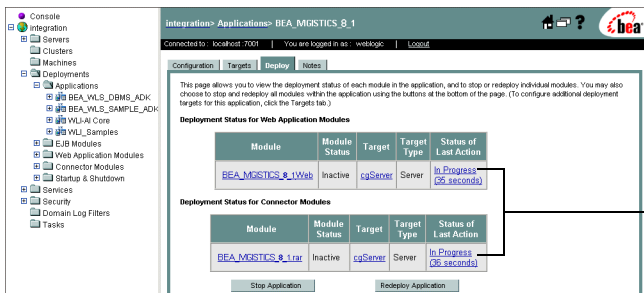 Console
integration
Servers
Clusters
Machines
Deployments
Applications
BEA_WLS_DBMS_ADK
BEA_WLS_SAMPLE_ADK
WLI-AI Core
WLI_Samples
EJB Modules
Web Application Modules
Connector Modules
Startup & Shutdown
Services
Security
Domain Log Filters
Tasks
integration> Applications> BEA_MGISTICS_8_1
?
bea
Connected to : localhost :7001 | You are logged in as : weblogic | Logout
Configuration Targets Deploy Notes
This page allows you to view the deployment status of each module in the application, and to stop or redeploy individual modules. You may also
choose to stop and redeploy all modules within the application using the buttons at the bottom of the page. (To configure additional deployment
targets for this application, click the Targets tab.)
Deployment Status for Web Application Modules
Module Module Status Target Target Type Status of Last Action
BEA_MGISTICS_8_1Web Inactive cgServer Server In Progress (35 seconds)
Deployment Status for Connector Modules
Module Module Status Target Target Type Status of Last Action
BEA_MGISTICS_8_1.rar Inactive cgServer Server In Progress (36 seconds)
Stop Application Redeploy Application